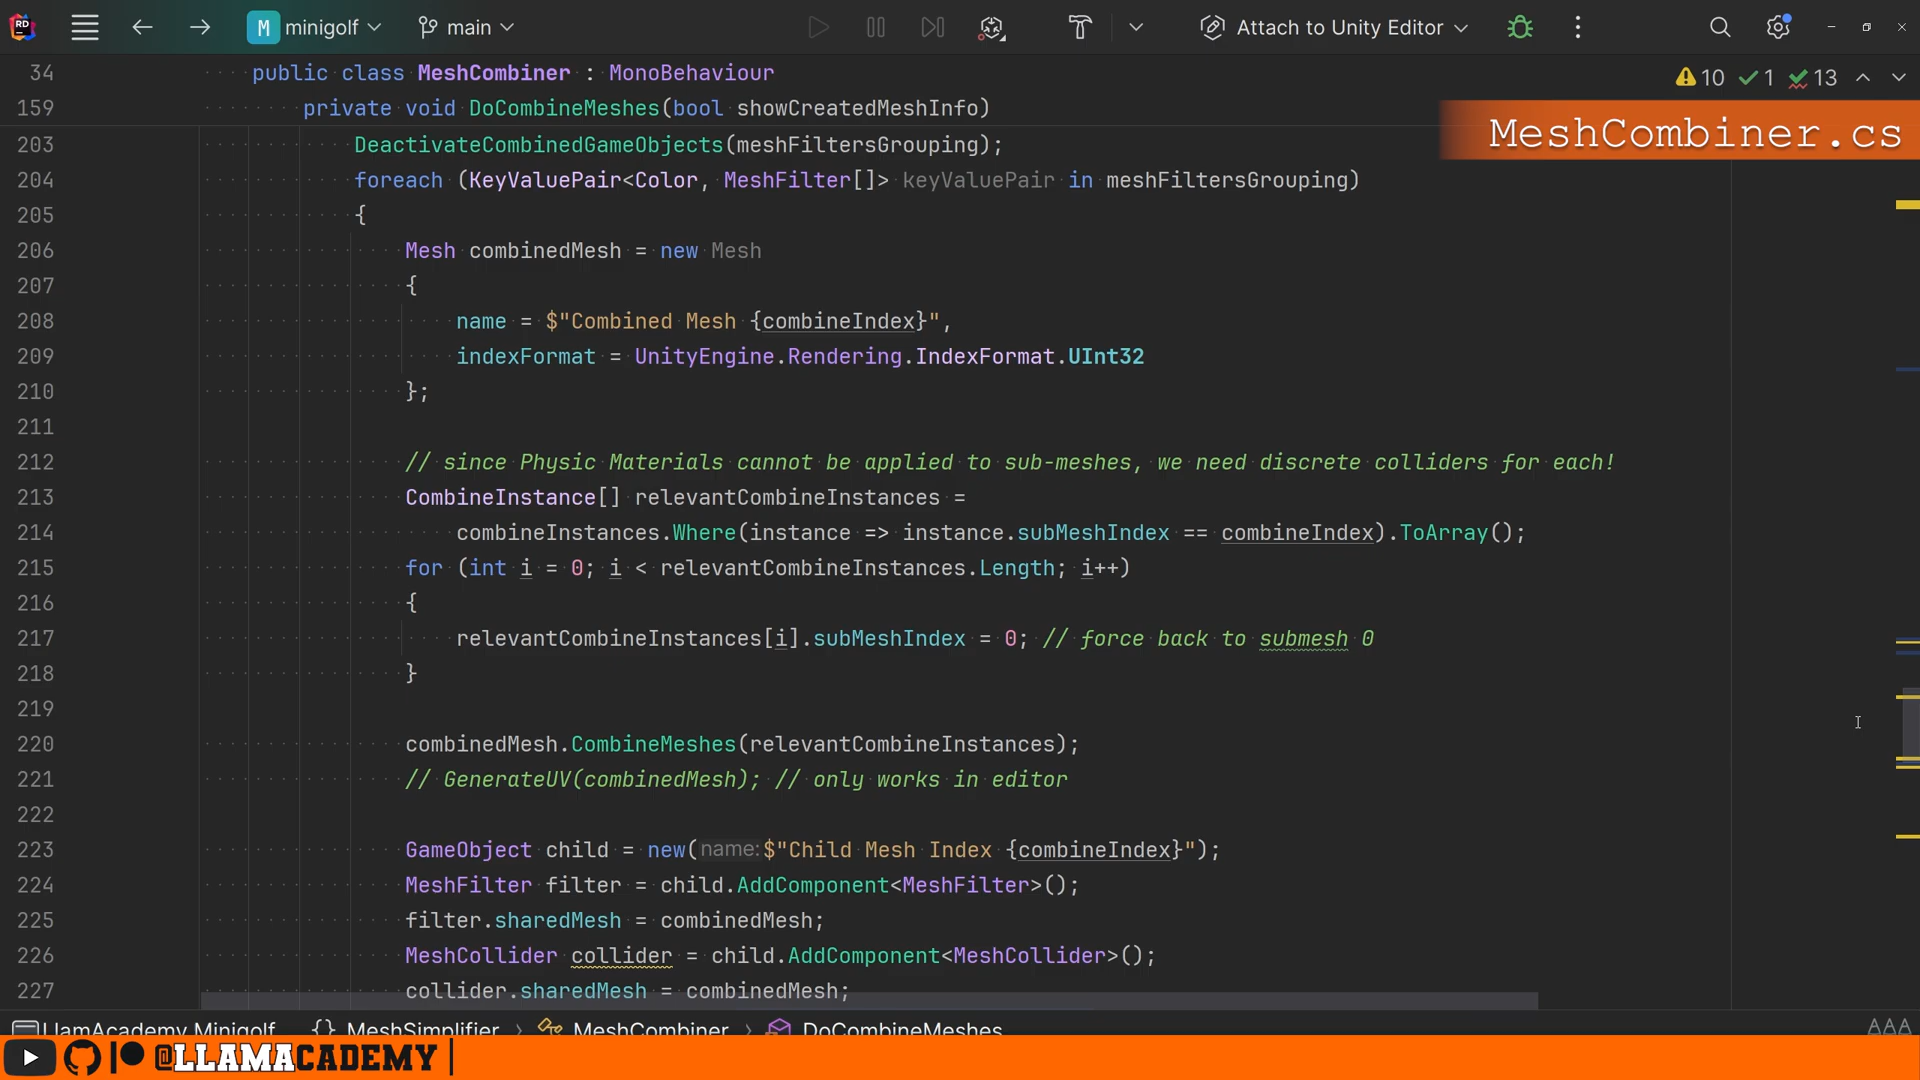 RD
M minigolf main Attach to Unity Editor
34 public class MeshCombiner : MonoBehaviour
10 1 13
159 private void DoCombineMeshes(bool showCreatedMeshInfo)
MeshCombiner.cs
203 DeactivateCombinedGameObjects(meshFiltersGrouping);
204 foreach (KeyValuePair<Color, MeshFilter[]> keyValuePair in meshFiltersGrouping)
205 {
206 Mesh combinedMesh = new Mesh
207 {
208 name = $"Combined Mesh {combineIndex}",
209 indexFormat = UnityEngine.Rendering.IndexFormat.UInt32
210 };
211
212 // since Physic Materials cannot be applied to sub-meshes, we need discrete colliders for each!
213 CombineInstance[] relevantCombineInstances =
214 combineInstances.Where(instance => instance.subMeshIndex == combineIndex).ToArray();
215 for (int i = 0; i < relevantCombineInstances.Length; i++)
216 {
217 relevantCombineInstances[i].subMeshIndex = 0; // force back to submesh 0
218 }
219
220 combinedMesh.CombineMeshes(relevantCombineInstances);
221 // GenerateUV(combinedMesh); // only works in editor
222
223 GameObject child = new(name:$"Child Mesh Index {combineIndex}");
224 MeshFilter filter = child.AddComponent<MeshFilter>();
225 filter.sharedMesh = combinedMesh;
226 MeshCollider collider = child.AddComponent<MeshCollider>();
227 collider.sharedMesh = combinedMesh;
LlamAcademy.Minigolf {} MeshSimplifier > MeshCombiner > DoCombineMeshes AAA
@LLAMACADEMY